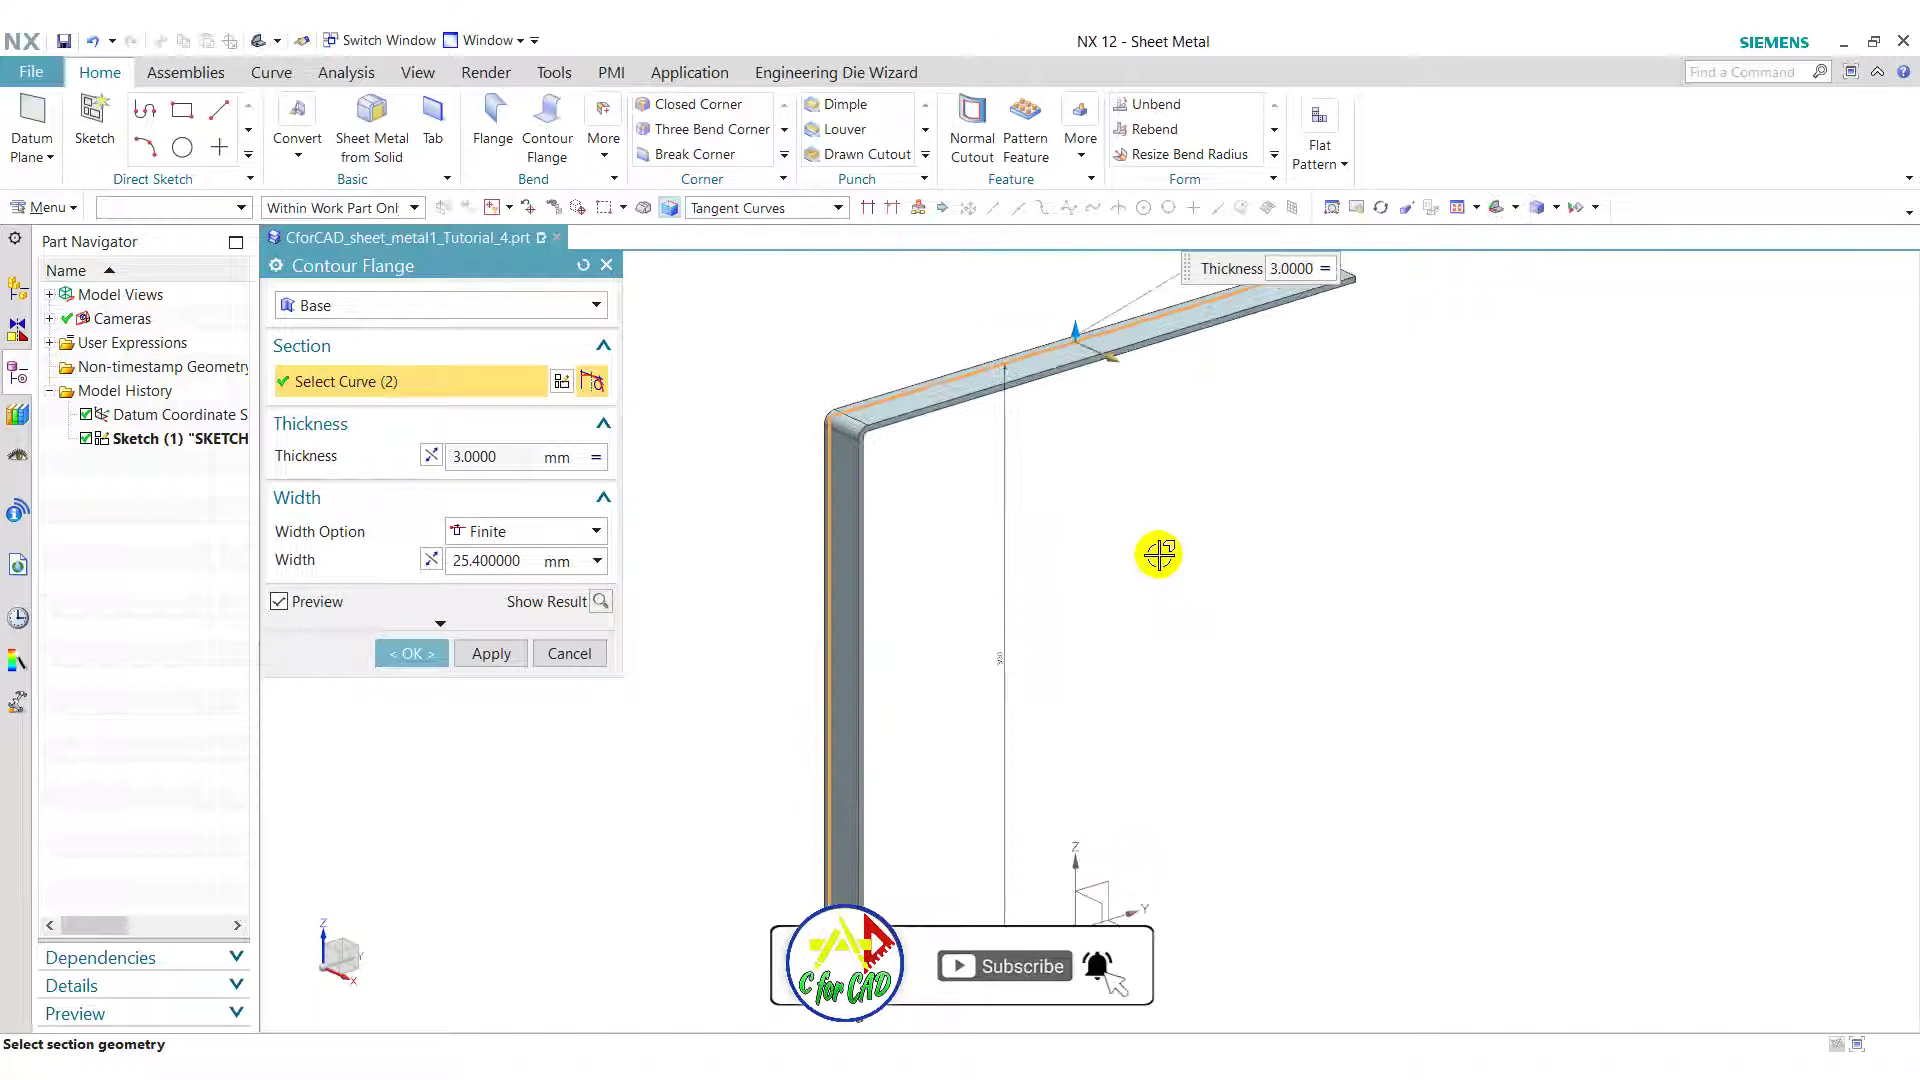 NX
Switch Window
Window
NX 12 - Sheet Metal
SIEMENS
File
Home
Assemblies
Curve
Analysis
View
Render
Tools
PMI
Application
Engineering Die Wizard
Find a Command
Datum
Plane
Sketch
Direct Sketch
Convert
Sheet Metal
from Solid
Tab
Basic
Flange
Contour
Flange
More
Bend
Closed Corner
Three Bend Corner
Break Corner
Corner
Dimple
Louver
Drawn Cutout
Punch
Normal
Cutout
Pattern
Feature
More
Feature
Unbend
Rebend
Resize Bend Radius
Form
Flat
Pattern
Menu
Within Work Part Onl
Tangent Curves
Part Navigator
Name
Model Views
Cameras
User Expressions
Non-timestamp Geometry
Model History
Datum Coordinate S
Sketch (1) "SKETCH
Dependencies
Details
Preview
CforCAD_sheet_metal1_Tutorial_4.prt
Contour Flange
Base
Section
Select Curve (2)
Thickness
Thickness
3.0000
mm
=
Width
Width Option
Finite
Width
25.400000
mm
Preview
Show Result
< OK >
Apply
Cancel
Thickness
3.0000
=
Z
Y
Z
Y
X
C for CAD
Subscribe
Select section geometry